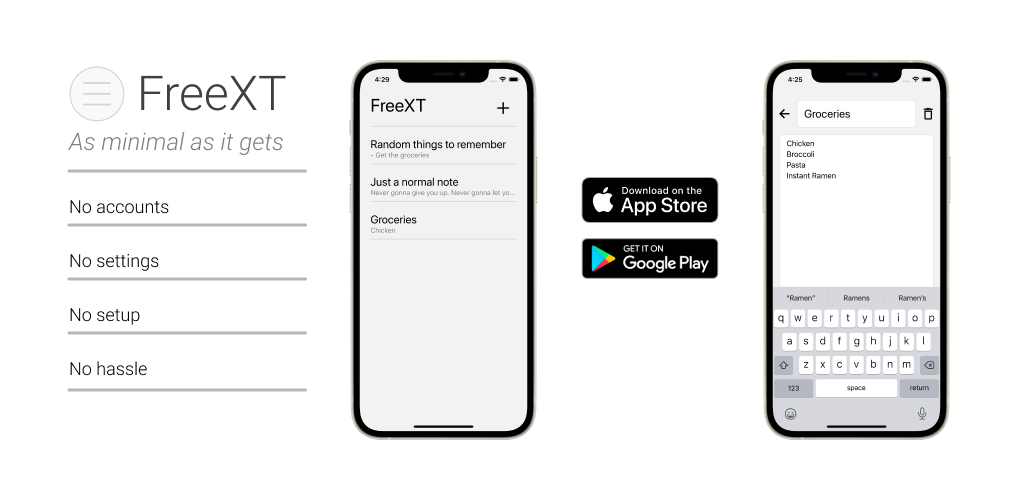 FreeXT
As minimal as it gets
No accounts
No settings
No setup
No hassle
4:29
FreeXT
Random things to remember
- Get the groceries
Just a normal note
Never gonna give you up. Never gonna let yo...
Groceries
Chicken
Download on the
App Store
GET IT ON
Google Play
4:25
Groceries
Chicken
Broccoli
Pasta
Instant Ramen
“Ramen” Ramens Ramen's
q w e r t y u i o p
a s d f g h j k l
z x c v b n m
123 space return